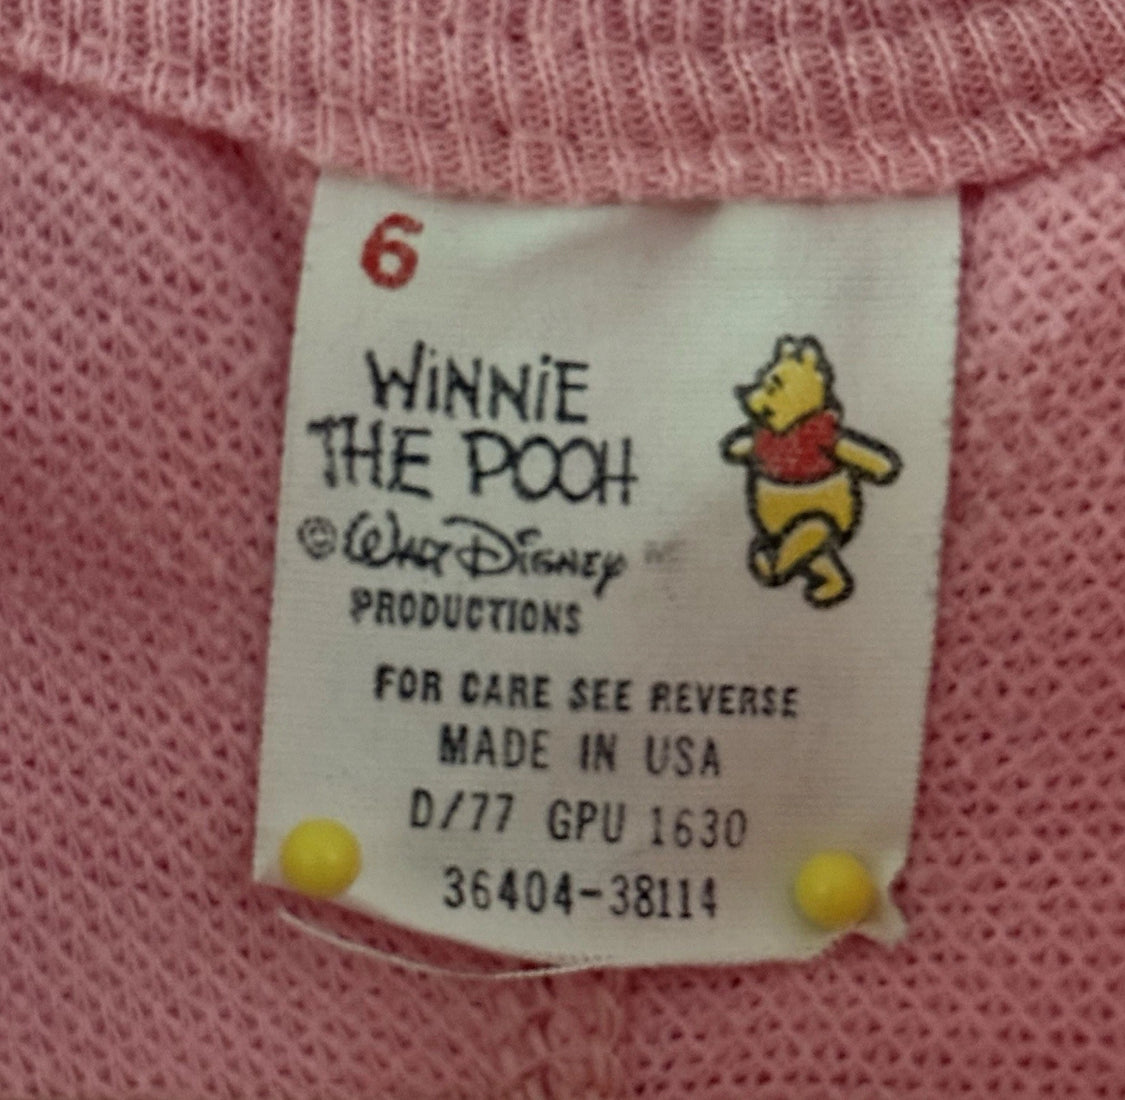 6
WiNNiE
THE POOH
© WALT DiSNEY
PRODUCTIONS
FOR CARE SEE REVERSE
MADE IN USA
D/77 GPU 1630
36404-38114